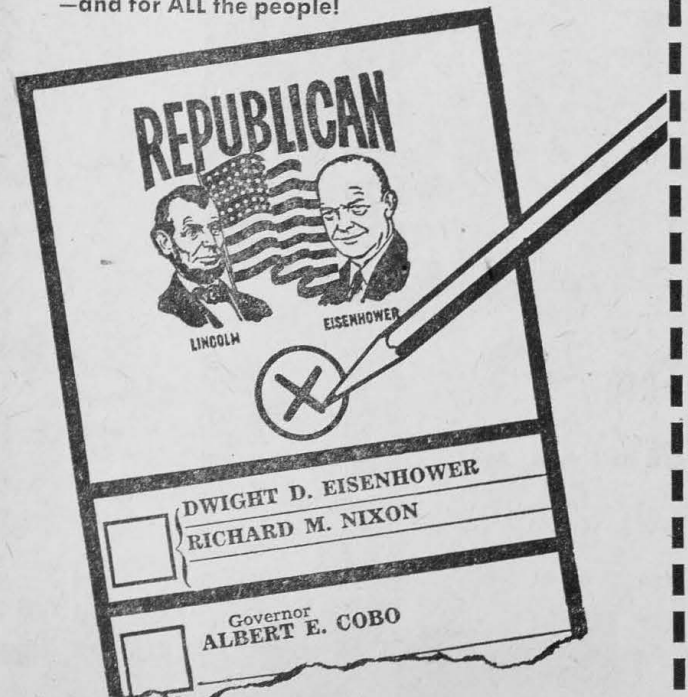 —and for ALL the people!
REPUBLICAN
LINCOLN
EISENHOWER
X
DWIGHT D. EISENHOWER
RICHARD M. NIXON
Governor
ALBERT E. COBO